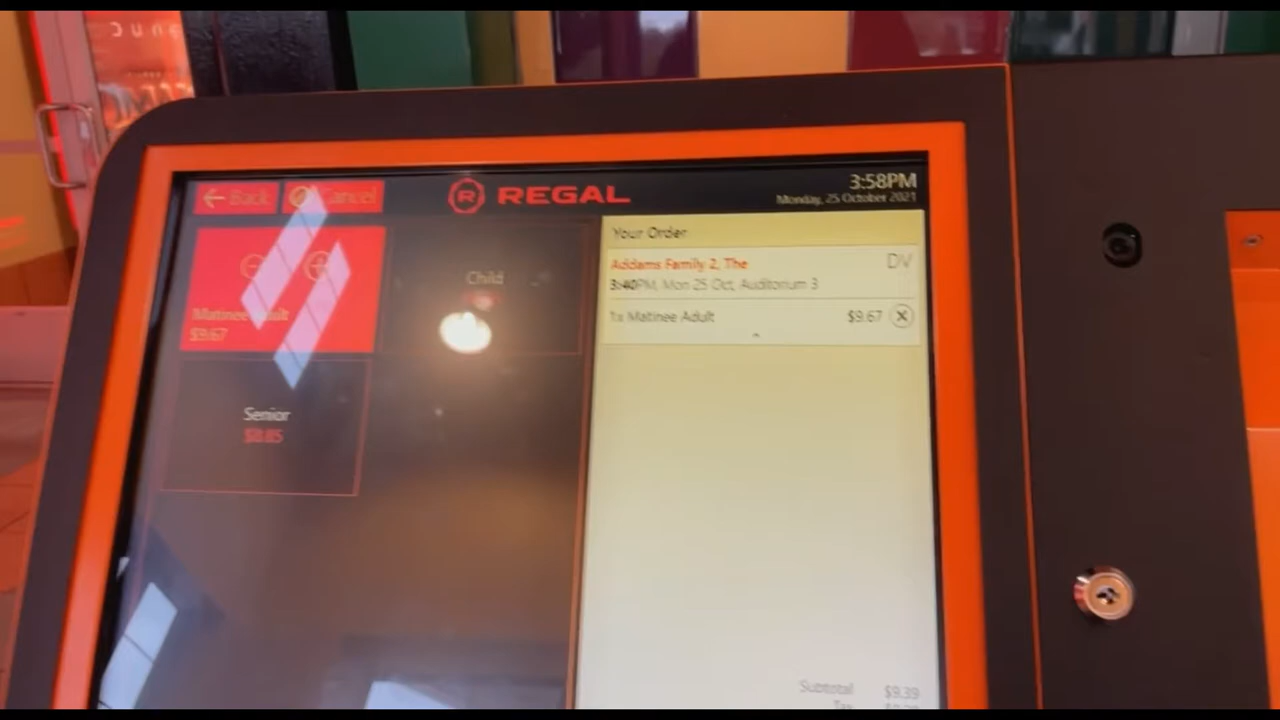 Back
Cancel
REGAL
3:58PM
Monday, 25 October 2021
Matinee Adult
$9.67
Child
Senior
$8.85
Your Order
Addams Family 2, The
DV
3:40PM, Mon 25 Oct, Auditorium 3
1x Matinee Adult
$9.67
Subtotal
$9.39
Tax